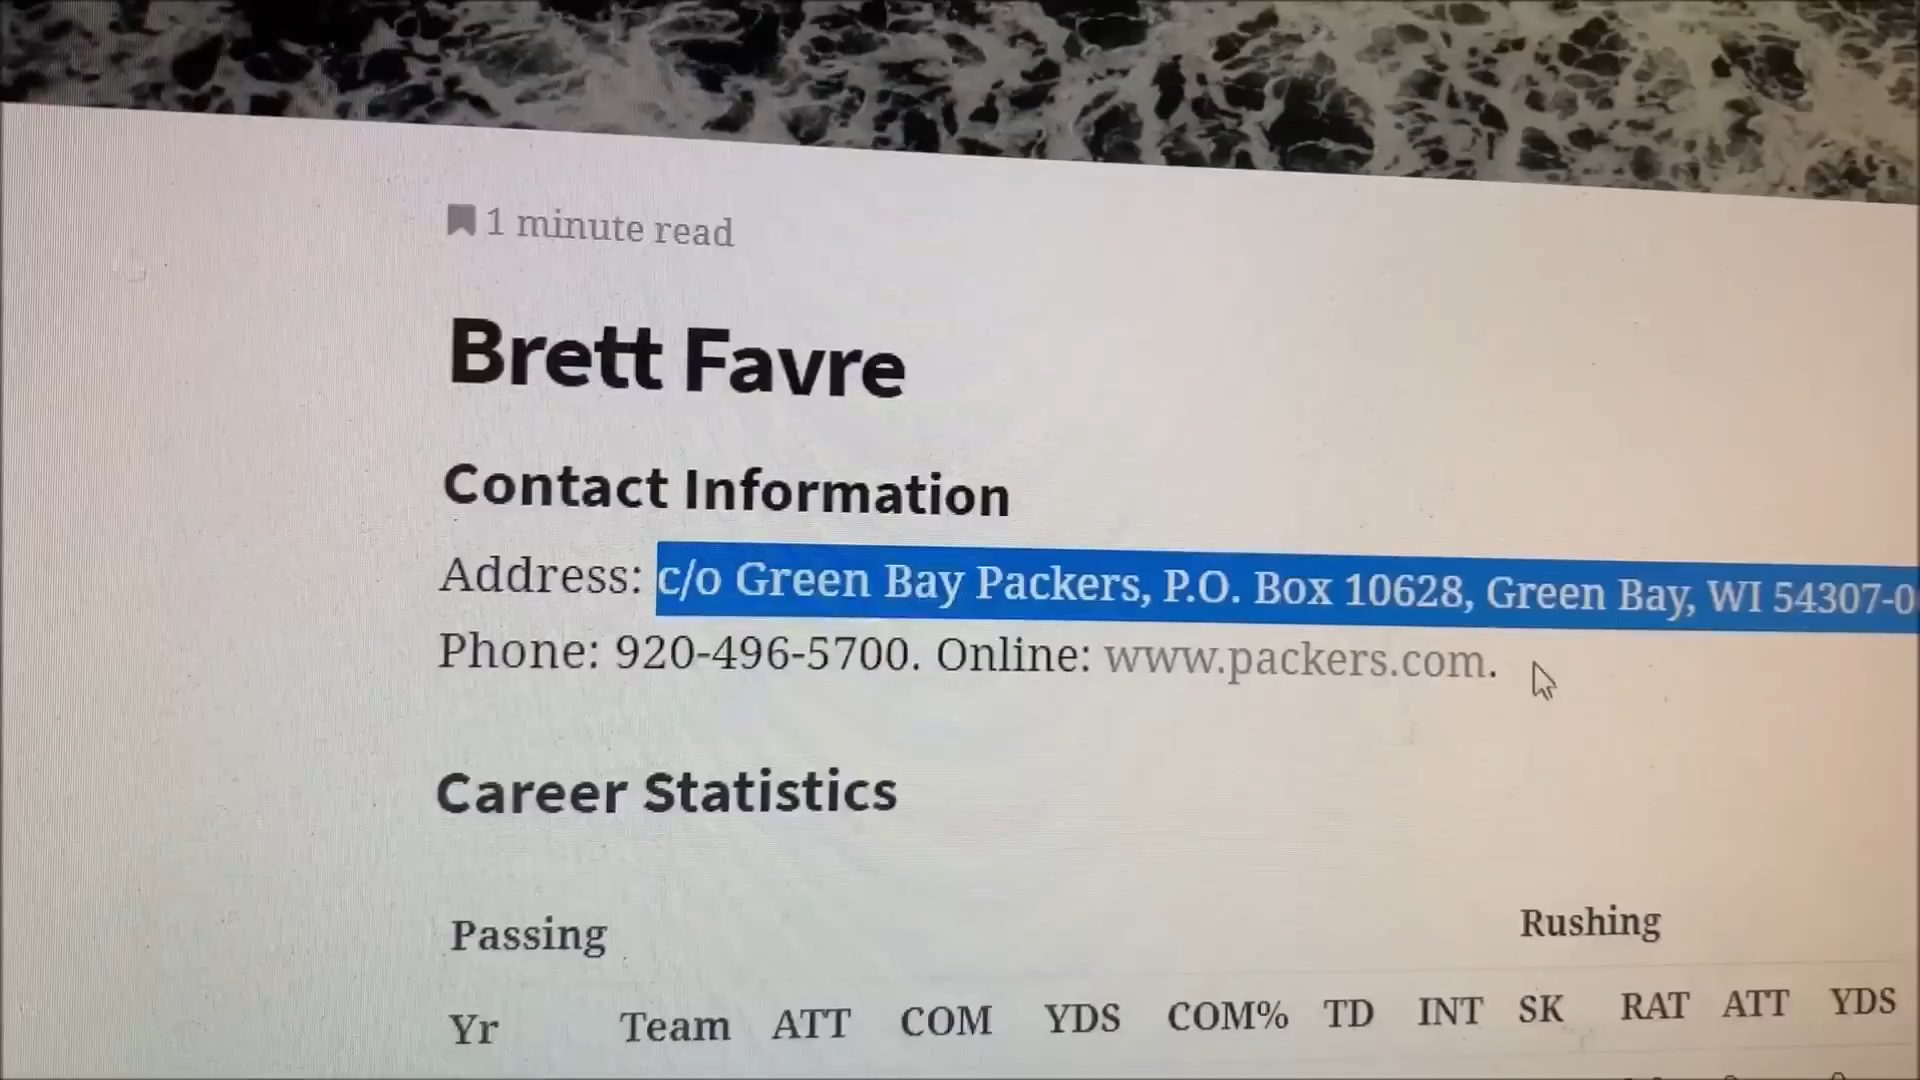 1 minute read
Brett Favre
Contact Information
Address: c/o Green Bay Packers, P.O. Box 10628, Green Bay, WI 54307-0
Phone: 920-496-5700. Online: www.packers.com.
Career Statistics
Passing Rushing
Yr Team ATT COM YDS COM% TD INT SK RAT ATT YDS